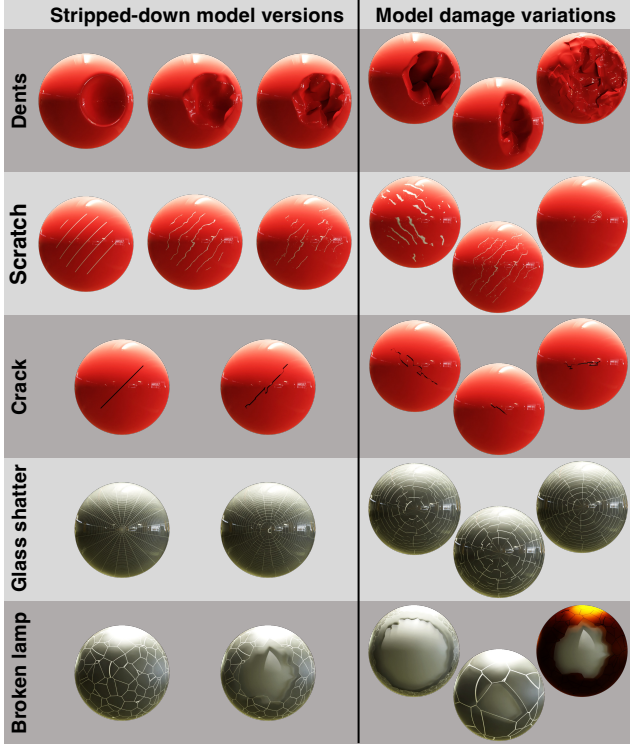 Stripped-down model versions
Model damage variations
Dents
Scratch
Crack
Glass shatter
Broken lamp